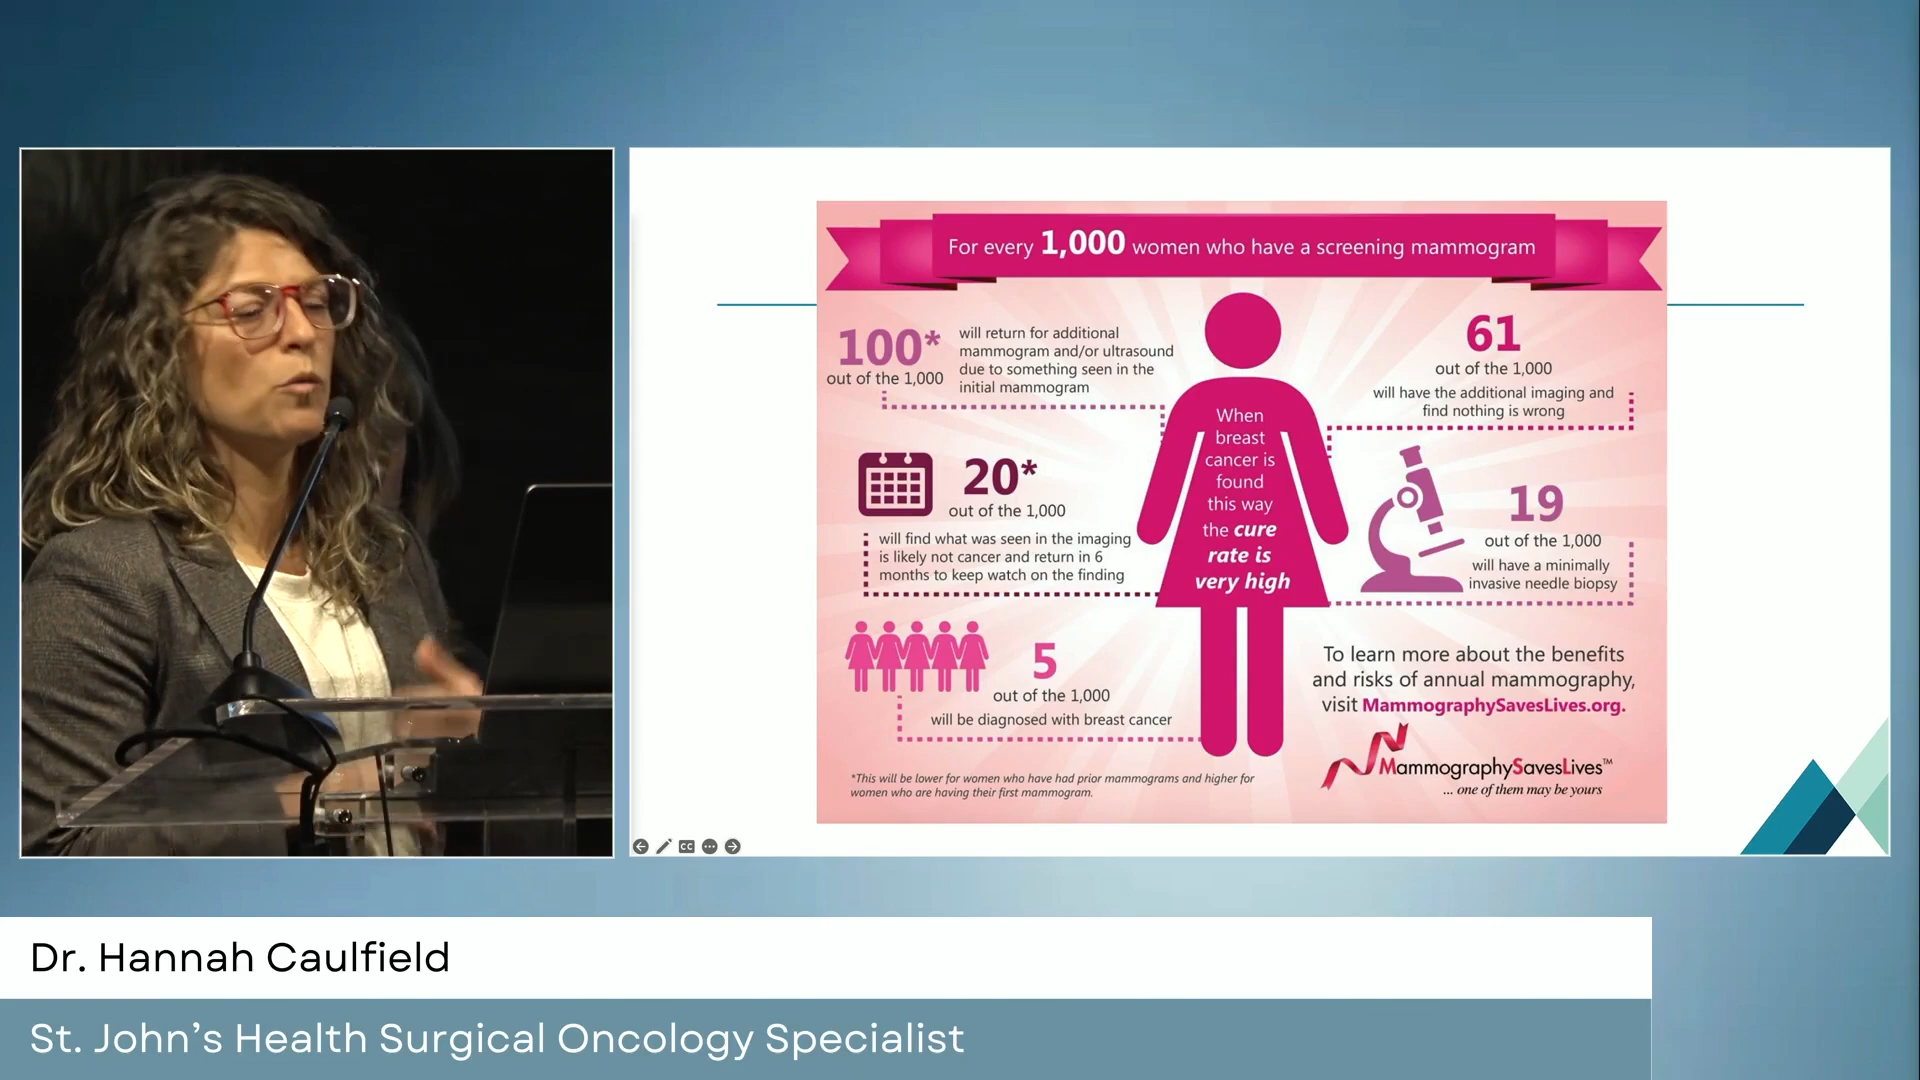 For every 1,000 women who have a screening mammogram
100*
out of the 1,000
will return for additional
mammogram and/or ultrasound
due to something seen in the
initial mammogram
61
out of the 1,000
will have the additional imaging and
find nothing is wrong
20*
out of the 1,000
will find what was seen in the imaging
is likely not cancer and return in 6
months to keep watch on the finding
When
breast
cancer is
found
this way
the cure
rate is
very high
19
out of the 1,000
will have a minimally
invasive needle biopsy
5
out of the 1,000
will be diagnosed with breast cancer
To learn more about the benefits
and risks of annual mammography,
visit MammographySavesLives.org.
MammographySavesLives™
... one of them may be yours
*This will be lower for women who have had prior mammograms and higher for
women who are having their first mammogram.
CC
Dr. Hannah Caulfield
St. John’s Health Surgical Oncology Specialist